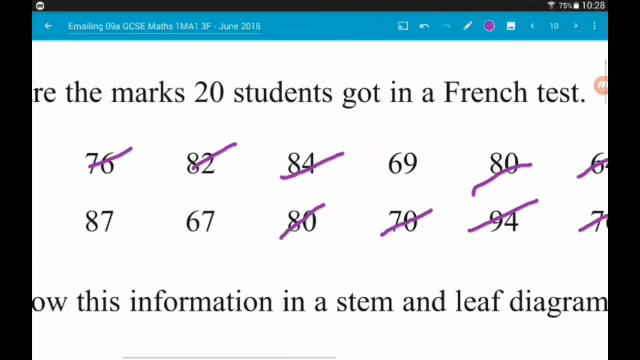 10:28
75%
Emailing 09a GCSE Maths 1MA1 3F - June 2018
10
re the marks 20 students got in a French test.
76 82 84 69 80
87 67 80 70 94
ow this information in a stem and leaf diagram